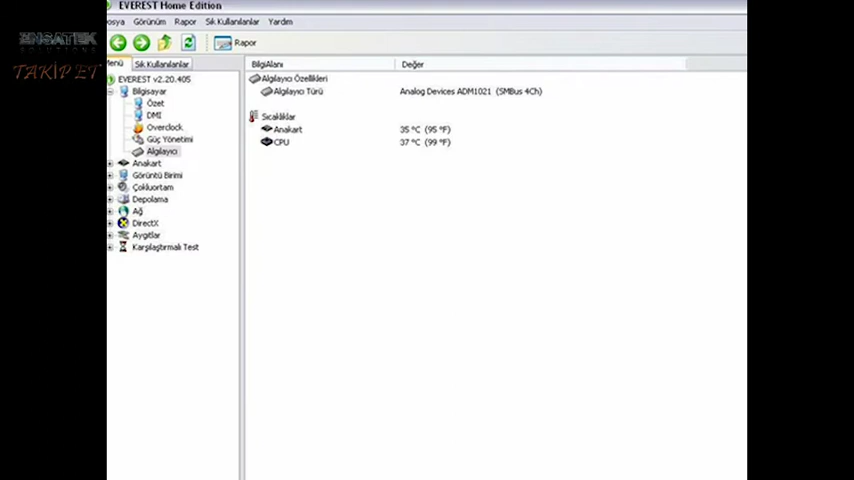 EVEREST Home Edition
osya Görünüm Rapor Sık Kullanılanlar Yardım
ENSATEK
SOLUTIONS
TAKİP ET
Rapor
Menü Sık Kullanılanlar
EVEREST v2.20.405
Bilgisayar
Özet
DMI
Overclock
Güç Yönetimi
Algılayıcı
Anakart
Görüntü Birimi
Çokluortam
Depolama
Ağ
DirectX
Aygıtlar
Karşılaştırmalı Test
BilgiAlanı Değer
Algılayıcı Özellikleri
Algılayıcı Türü Analog Devices ADM1021 (SMBus 4Ch)
Sıcaklıklar
Anakart 35 °C (95 °F)
CPU 37 °C (99 °F)